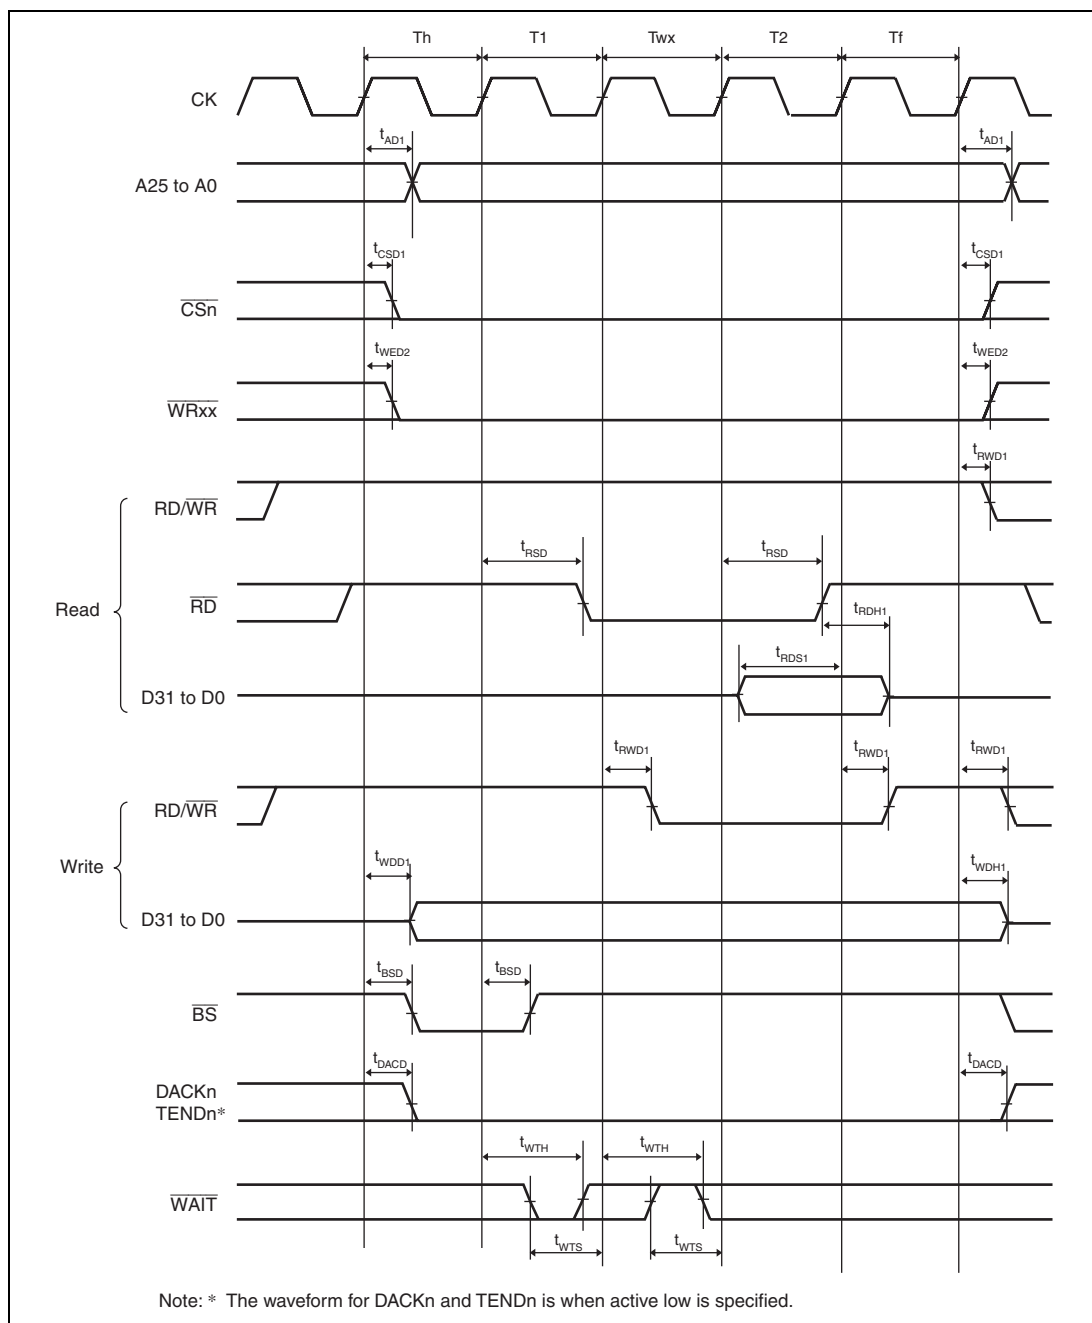 Th T1 Twx T2 Tf
CK
tAD1 tAD1
A25 to A0
tCSD1 tCSD1
CSn
tWED2 tWED2
WRxx
tRWD1
RD/WR
tRSD tRSD
Read
RD
tRDH1
tRDS1
D31 to D0
tRWD1 tRWD1 tRWD1
RD/WR
Write
tWDD1 tWDH1
D31 to D0
tBSD tBSD
BS
tDACD tDACD
DACKn
TENDn*
tWTH tWTH
WAIT
tWTS tWTS
Note: * The waveform for DACKn and TENDn is when active low is specified.